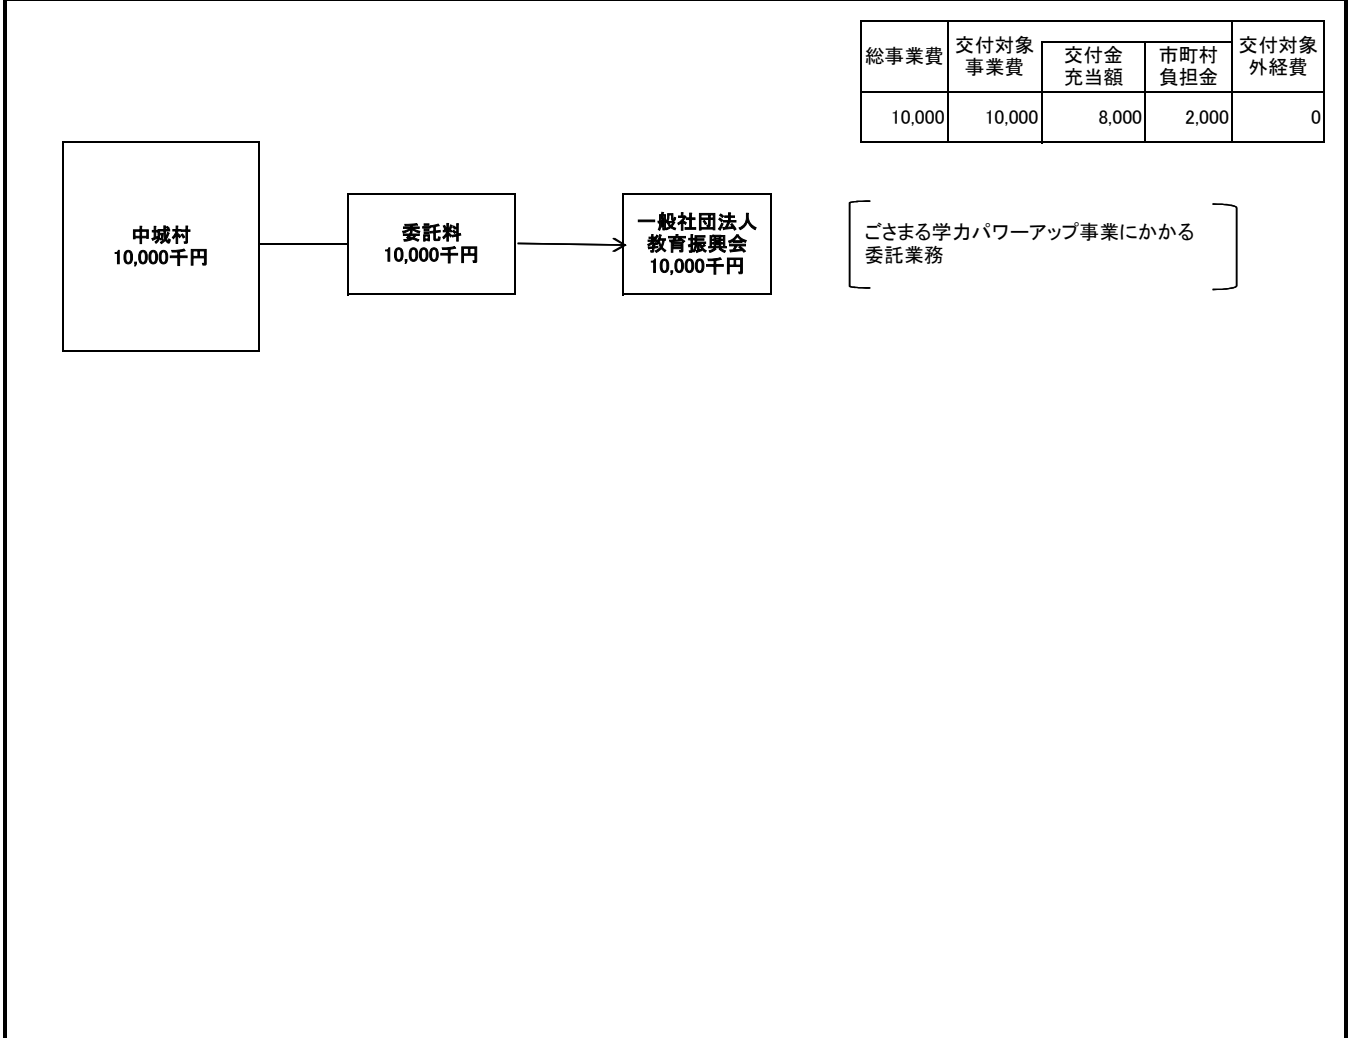 総事業費
交付対象
事業費
交付金
充当額
市町村
負担金
交付対象
外経費
10,000
10,000
8,000
2,000
0
中城村
10,000千円
委託料
10,000千円
一般社団法人
教育振興会
10,000千円
ごさまる学力パワーアップ事業にかかる
委託業務